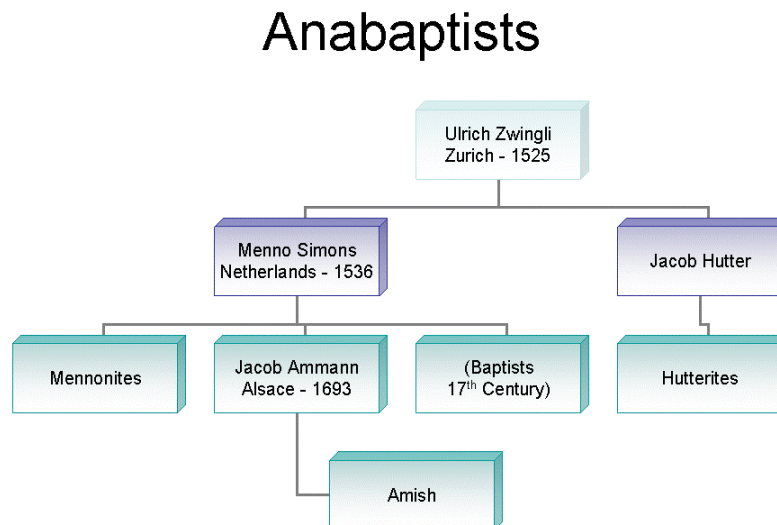 Anabaptists
Ulrich Zwingli
Zurich - 1525
Menno Simons
Netherlands - 1536
Jacob Hutter
Mennonites
Jacob Ammann
Alsace - 1693
(Baptists
17th Century)
Hutterites
Amish